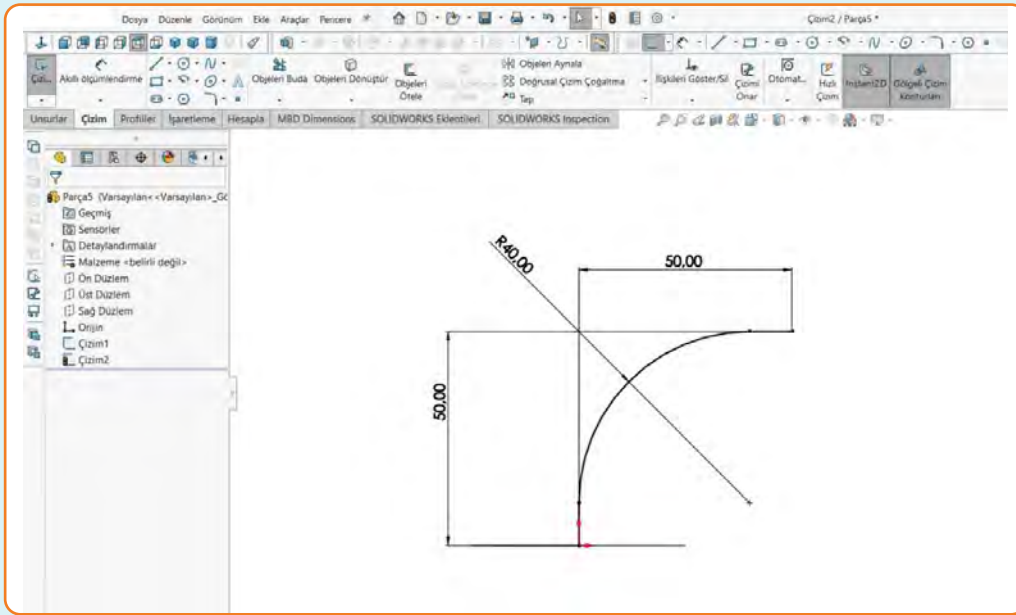 Dosya Düzenle Görünüm Ekle Araçlar Pencere
Çizim2 / Parça5 *
Çizi... Akıllı ölçümlendirme
Objeleri Buda Objeleri Dönüştür Objeleri Ötele
Objeleri Aynala
Doğrusal Çizim Çoğaltma
Taşı
İlişkileri Göster/Sil Çizimi Onar Otomat... Hızlı Çizim Instant2D Gölgeli Çizim Konturları
Unsurlar Çizim Profiller İşaretleme Hesapla MBD Dimensions SOLIDWORKS Eklentileri SOLIDWORKS Inspection
Parça5 (Varsayılan<<Varsayılan>_Gö
Geçmiş
Sensörler
Detaylandırmalar
Malzeme <belirli değil>
Ön Düzlem
Üst Düzlem
Sağ Düzlem
Orijin
Çizim1
Çizim2
R40,00
50,00
50,00